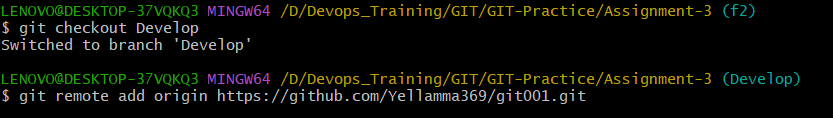 LENOVO@DESKTOP-37VQKQ3 MINGW64 /D/Devops_Training/GIT/GIT-Practice/Assignment-3 (f2)
$ git checkout Develop
Switched to branch 'Develop'
LENOVO@DESKTOP-37VQKQ3 MINGW64 /D/Devops_Training/GIT/GIT-Practice/Assignment-3 (Develop)
$ git remote add origin https://github.com/Yellamma369/git001.git